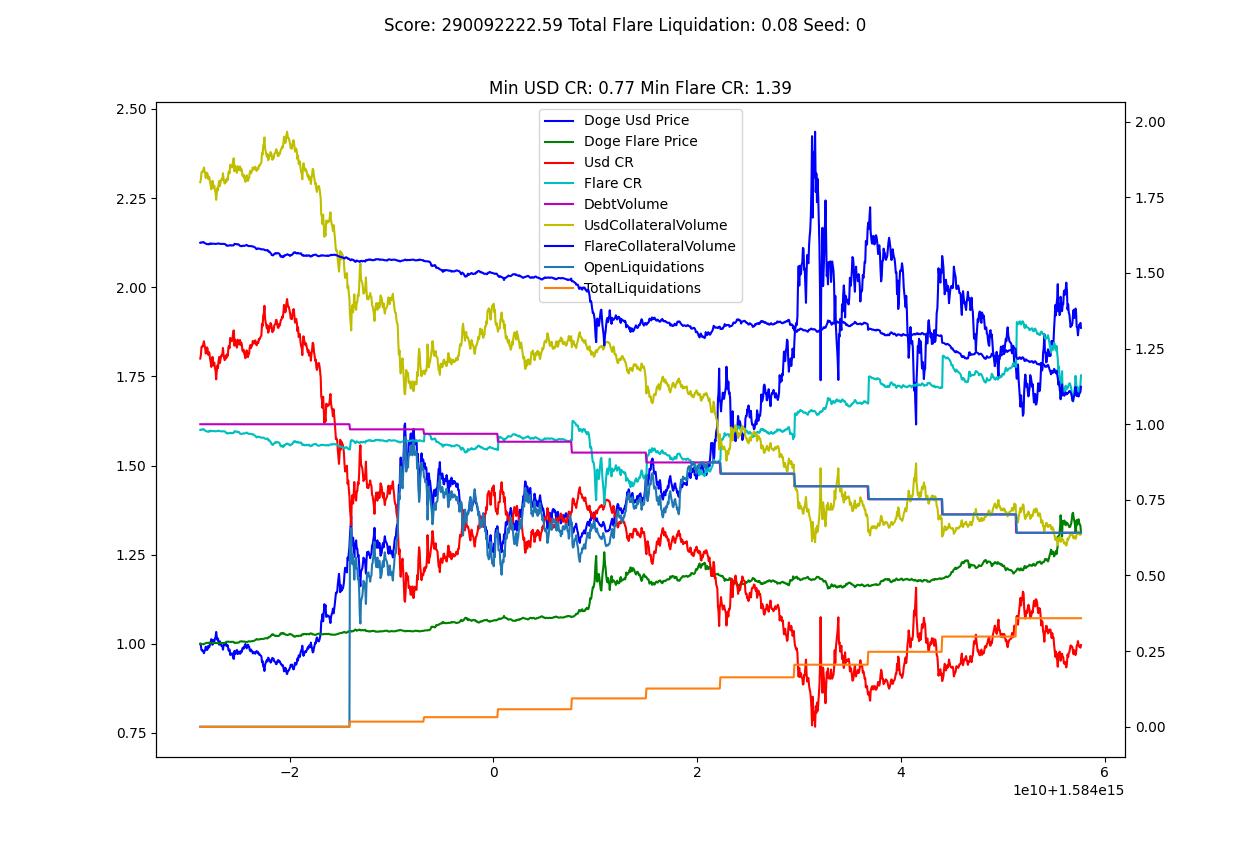 Score: 290092222.59 Total Flare Liquidation: 0.08 Seed: 0
Min USD CR: 0.77 Min Flare CR: 1.39
2.50
2.25
2.00
1.75
1.50
1.25
1.00
0.75
Doge Usd Price
Doge Flare Price
Usd CR
Flare CR
DebtVolume
UsdCollateralVolume
FlareCollateralVolume
OpenLiquidations
TotalLiquidations
2.00
1.75
1.50
1.25
1.00
0.75
0.50
0.25
0.00
−2
0
2
4
6
1e10+1.584e15